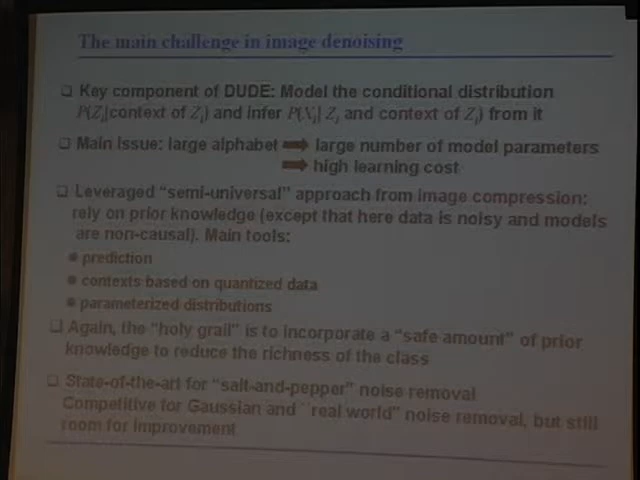 The main challenge in image denoising
❑ Key component of DUDE: Model the conditional distribution
P(Zᵢ|context of Zᵢ) and infer P(Xᵢ| Zᵢ and context of Zᵢ) from it
❑ Main Issue: large alphabet ➡ large number of model parameters
➡ high learning cost
❑ Leveraged "semi-universal" approach from image compression:
rely on prior knowledge (except that here data is noisy and models
are non-causal). Main tools:
● prediction
● contexts based on quantized data
● parameterized distributions
❑ Again, the "holy grail" is to incorporate a "safe amount" of prior
knowledge to reduce the richness of the class
❑ State-of-the-art for "salt-and-pepper" noise removal
Competitive for Gaussian and ``real world" noise removal, but still
room for improvement